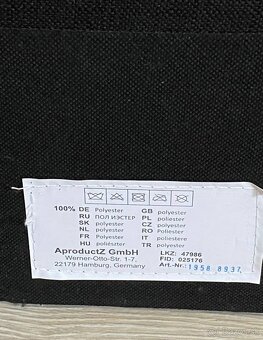 100% DE Polyester GB Polyester
RU ПОЛИЭСТЕР PL poliester
SK polyester CZ polyester
NL Polyester RO Poliester
FR Polyester IT poliestere
HU poliészter TR polyester
AproductZ GmbH LKZ: 47986
Werner-Otto-Str. 1-7, FID: 025176
22179 Hamburg, Germany Art.-Nr.: 1958 8937